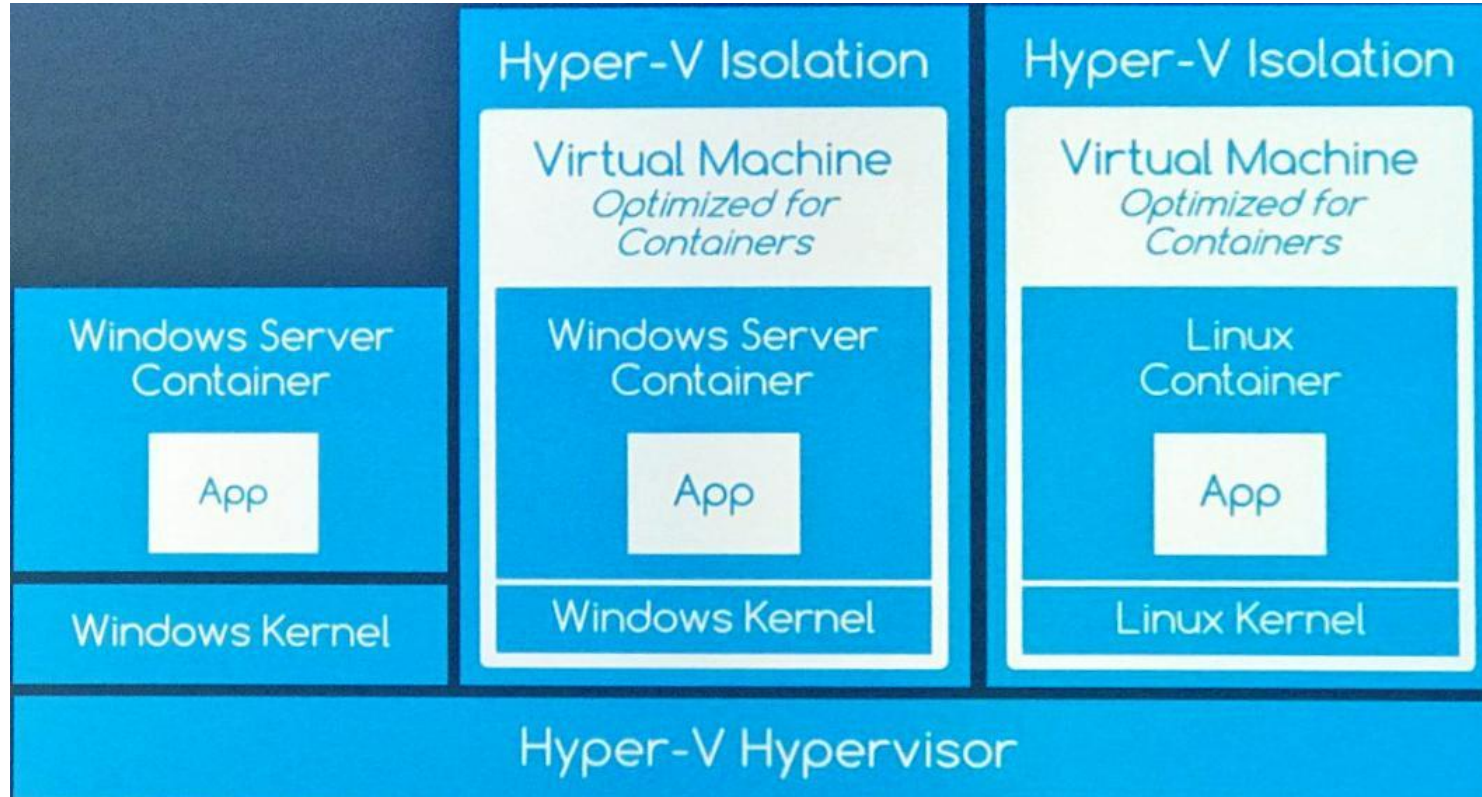 Windows Server
Container
App
Windows Kernel
Hyper-V Isolation
Virtual Machine
Optimized for
Containers
Windows Server
Container
App
Windows Kernel
Hyper-V Isolation
Virtual Machine
Optimized for
Containers
Linux
Container
App
Linux Kernel
Hyper-V Hypervisor